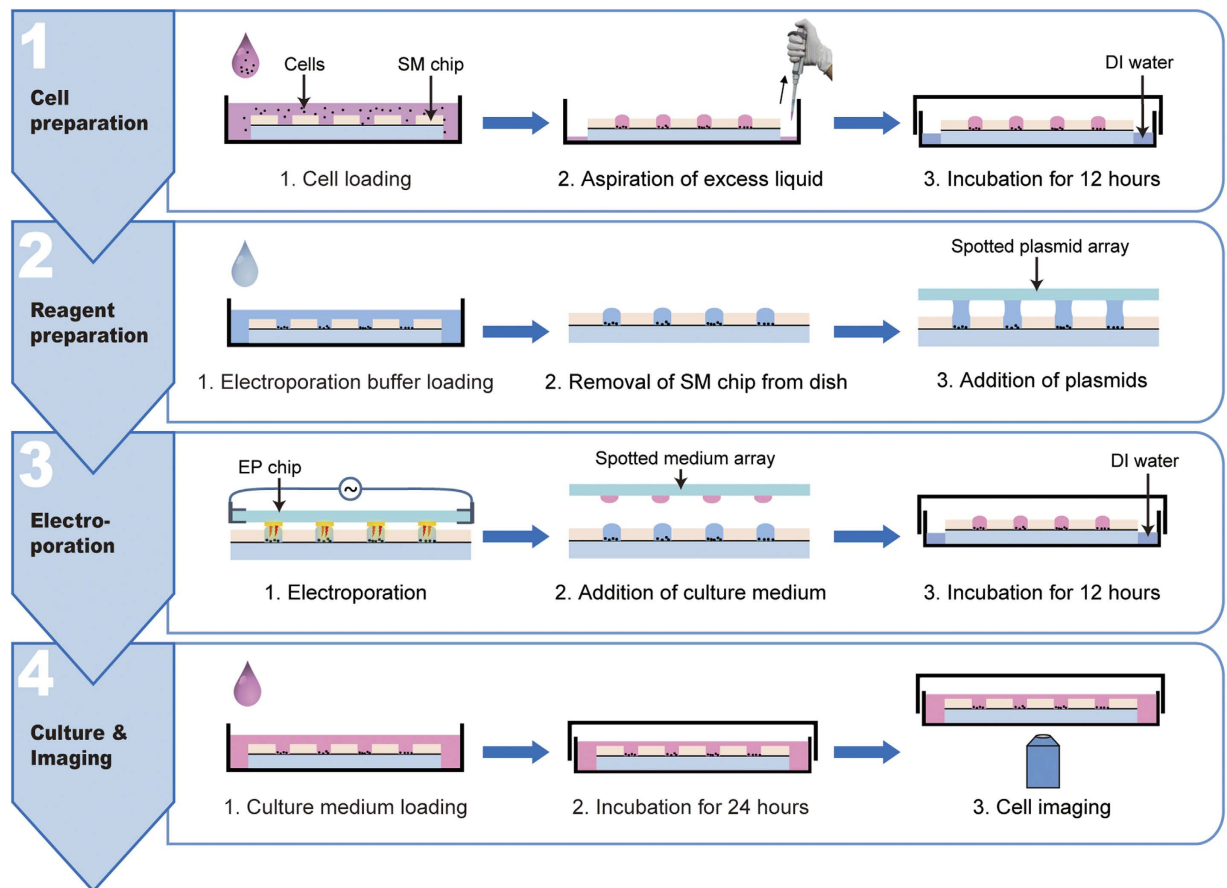 1
Cell
preparation
Cells
SM chip
DI water
1. Cell loading
2. Aspiration of excess liquid
3. Incubation for 12 hours
2
Reagent
preparation
Spotted plasmid array
1. Electroporation buffer loading
2. Removal of SM chip from dish
3. Addition of plasmids
3
Electro-
poration
EP chip
~
Spotted medium array
DI water
1. Electroporation
2. Addition of culture medium
3. Incubation for 12 hours
4
Culture &
Imaging
1. Culture medium loading
2. Incubation for 24 hours
3. Cell imaging